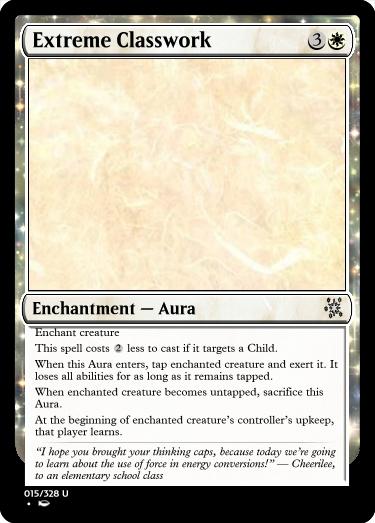 Extreme Classwork 3
Enchantment — Aura
Enchant creature
This spell costs 2 less to cast if it targets a Child.
When this Aura enters, tap enchanted creature and exert it. It
loses all abilities for as long as it remains tapped.
When enchanted creature becomes untapped, sacrifice this
Aura.
At the beginning of enchanted creature's controller's upkeep,
that player learns.
"I hope you brought your thinking caps, because today we're going
to learn about the use of force in energy conversions!" — Cheerilee,
to an elementary school class
015/328 U